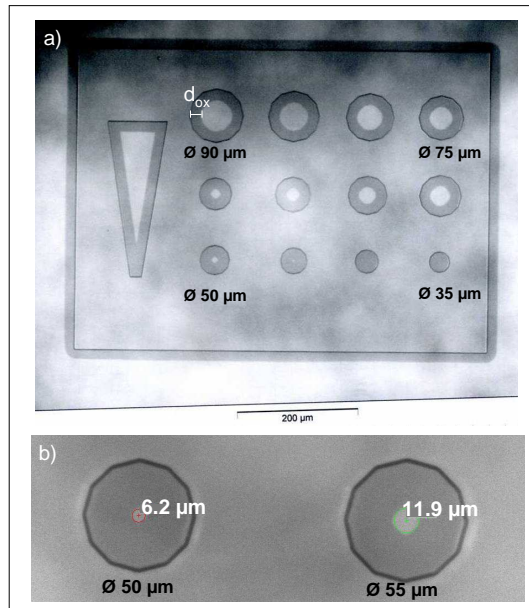 a)
d_ox
Ø 90 µm
Ø 75 µm
Ø 50 µm
Ø 35 µm
200 µm
b)
6.2 µm
11.9 µm
Ø 50 µm
Ø 55 µm